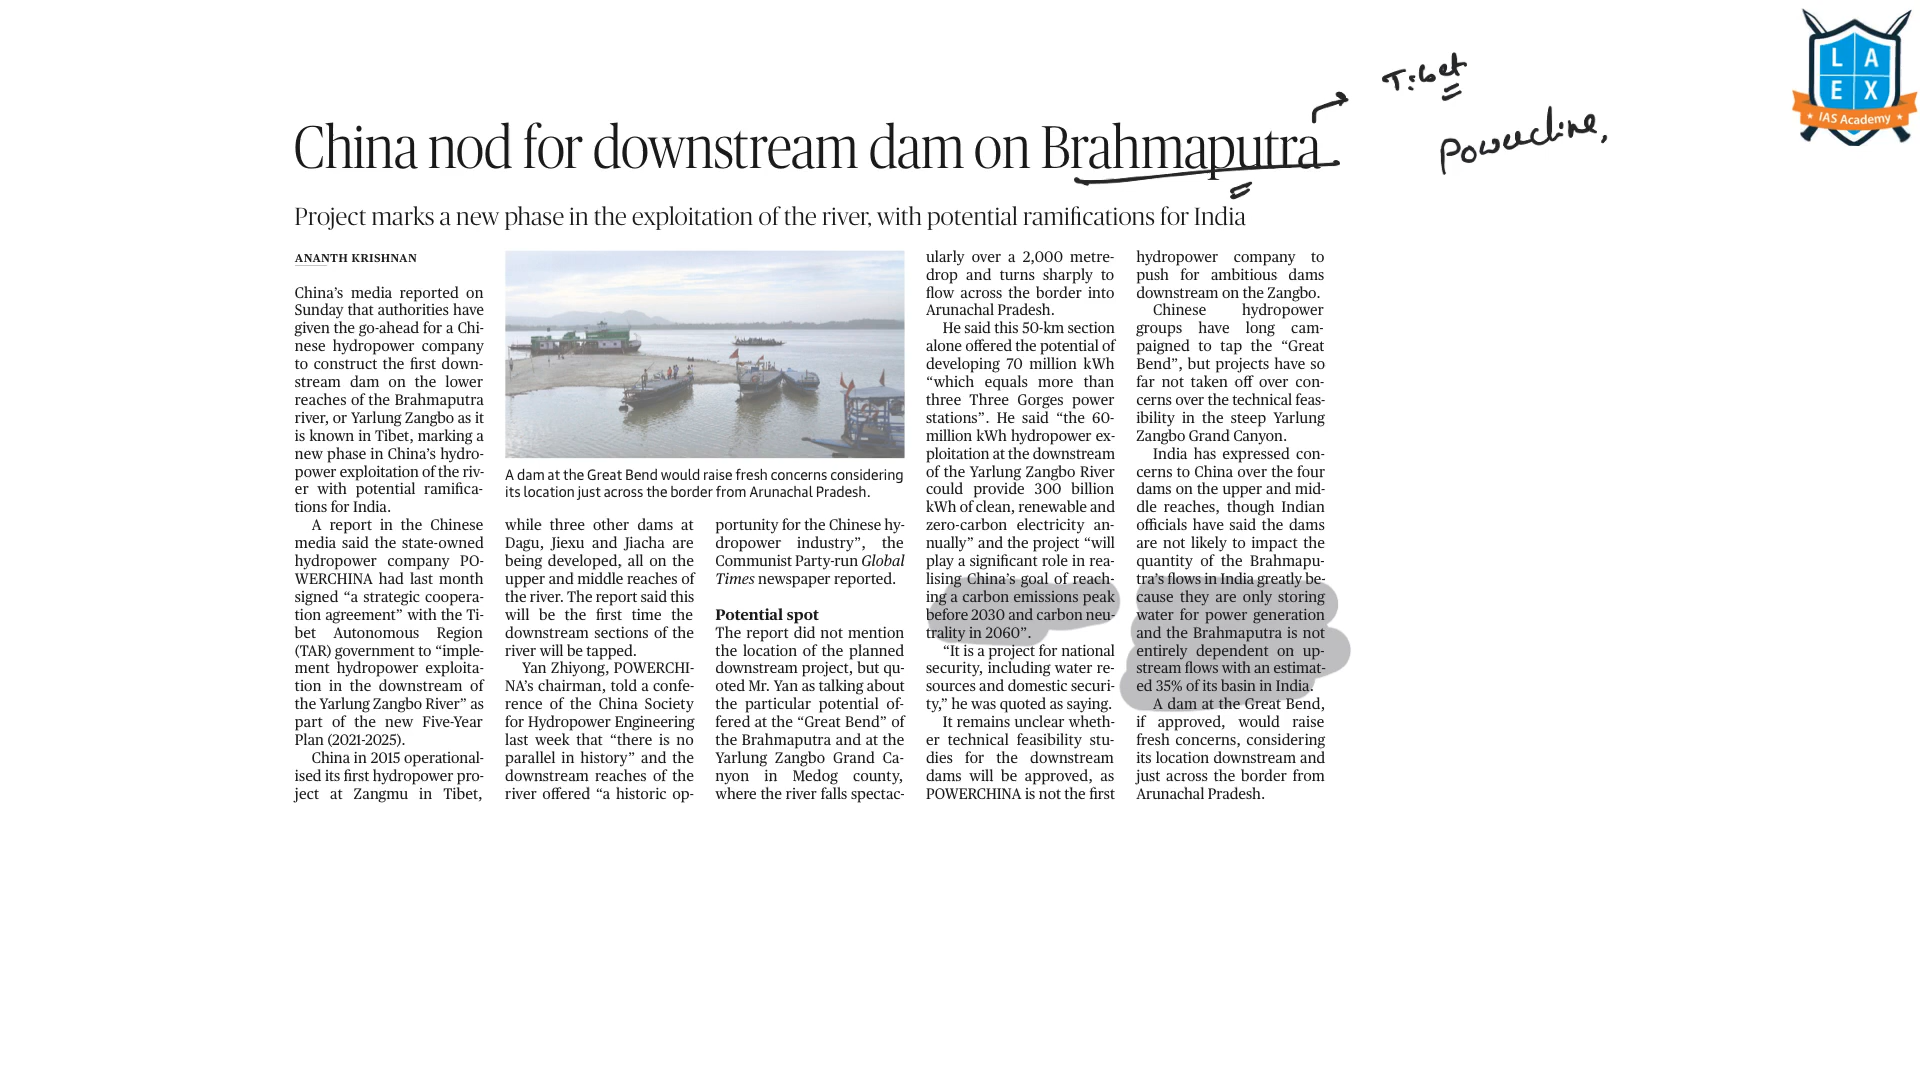 Tibet
Powerchina,
L A
E X
IAS Academy
China nod for downstream dam on Brahmaputra
Project marks a new phase in the exploitation of the river, with potential ramifications for India
ANANTH KRISHNAN
China's media reported on
Sunday that authorities have
given the go-ahead for a Chi-
nese hydropower company
to construct the first down-
stream dam on the lower
reaches of the Brahmaputra
river, or Yarlung Zangbo as it
is known in Tibet, marking a
new phase in China's hydro-
power exploitation of the riv-
er with potential ramifica-
tions for India.
A report in the Chinese
media said the state-owned
hydropower company PO-
WERCHINA had last month
signed "a strategic coopera-
tion agreement" with the Ti-
bet Autonomous Region
(TAR) government to "imple-
ment hydropower exploita-
tion in the downstream of
the Yarlung Zangbo River" as
part of the new Five-Year
Plan (2021-2025).
China in 2015 operational-
ised its first hydropower pro-
ject at Zangmu in Tibet,
A dam at the Great Bend would raise fresh concerns considering
its location just across the border from Arunachal Pradesh.
while three other dams at
Dagu, Jiexu and Jiacha are
being developed, all on the
upper and middle reaches of
the river. The report said this
will be the first time the
downstream sections of the
river will be tapped.
Yan Zhiyong, POWERCHI-
NA's chairman, told a confe-
rence of the China Society
for Hydropower Engineering
last week that "there is no
parallel in history" and the
downstream reaches of the
river offered "a historic op-
portunity for the Chinese hy-
dropower industry", the
Communist Party-run Global
Times newspaper reported.
Potential spot
The report did not mention
the location of the planned
downstream project, but qu-
oted Mr. Yan as talking about
the particular potential of-
fered at the "Great Bend" of
the Brahmaputra and at the
Yarlung Zangbo Grand Ca-
nyon in Medog county,
where the river falls spectac-
ularly over a 2,000 metre-
drop and turns sharply to
flow across the border into
Arunachal Pradesh.
He said this 50-km section
alone offered the potential of
developing 70 million kWh
"which equals more than
three Three Gorges power
stations". He said "the 60-
million kWh hydropower ex-
ploitation at the downstream
of the Yarlung Zangbo River
could provide 300 billion
kWh of clean, renewable and
zero-carbon electricity an-
nually" and the project "will
play a significant role in rea-
lising China's goal of reach-
ing a carbon emissions peak
before 2030 and carbon neu-
trality in 2060".
"It is a project for national
security, including water re-
sources and domestic securi-
ty," he was quoted as saying.
It remains unclear wheth-
er technical feasibility stu-
dies for the downstream
dams will be approved, as
POWERCHINA is not the first
hydropower company to
push for ambitious dams
downstream on the Zangbo.
Chinese hydropower
groups have long cam-
paigned to tap the "Great
Bend", but projects have so
far not taken off over con-
cerns over the technical feas-
ibility in the steep Yarlung
Zangbo Grand Canyon.
India has expressed con-
cerns to China over the four
dams on the upper and mid-
dle reaches, though Indian
officials have said the dams
are not likely to impact the
quantity of the Brahmapu-
tra's flows in India greatly be-
cause they are only storing
water for power generation
and the Brahmaputra is not
entirely dependent on up-
stream flows with an estimat-
ed 35% of its basin in India.
A dam at the Great Bend,
if approved, would raise
fresh concerns, considering
its location downstream and
just across the border from
Arunachal Pradesh.